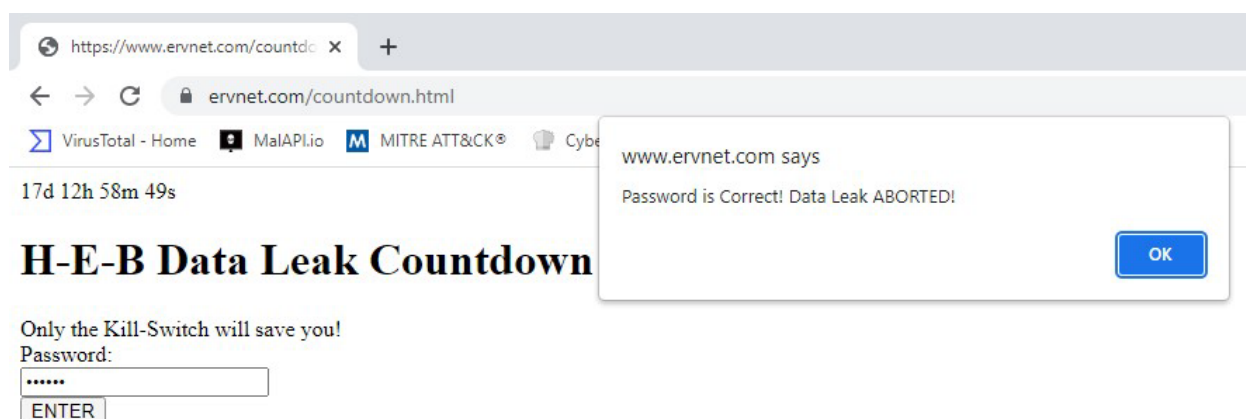 https://www.ervnet.com/countdo
ervnet.com/countdown.html
VirusTotal - Home MalAPI.io MITRE ATT&CK® Cybe
www.ervnet.com says
Password is Correct! Data Leak ABORTED!
OK
17d 12h 58m 49s
H-E-B Data Leak Countdown
Only the Kill-Switch will save you!
Password:
••••••
ENTER